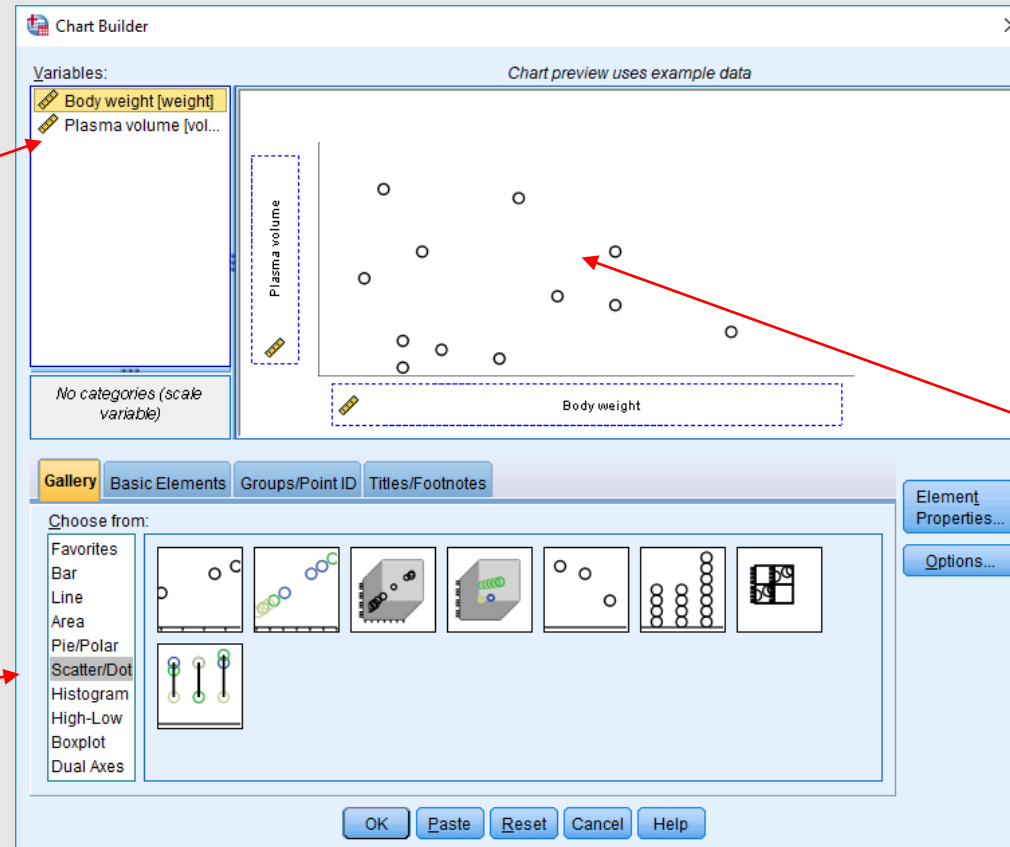 Chart Builder
Variables:
Chart preview uses example data
Body weight [weight]
Plasma volume [vol...
Plasma volume
Body weight
No categories (scale
variable)
Gallery
Basic Elements
Groups/Point ID
Titles/Footnotes
Element
Properties...
Options...
Choose from:
Favorites
Bar
Line
Area
Pie/Polar
Scatter/Dot
Histogram
High-Low
Boxplot
Dual Axes
OK
Paste
Reset
Cancel
Help